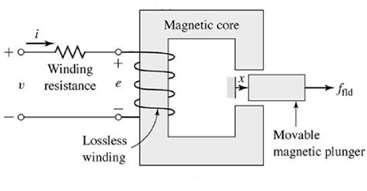 Magnetic core
i
+
Winding
resistance
+
v
e
x
f_fld
−
−
Lossless
winding
Movable
magnetic plunger